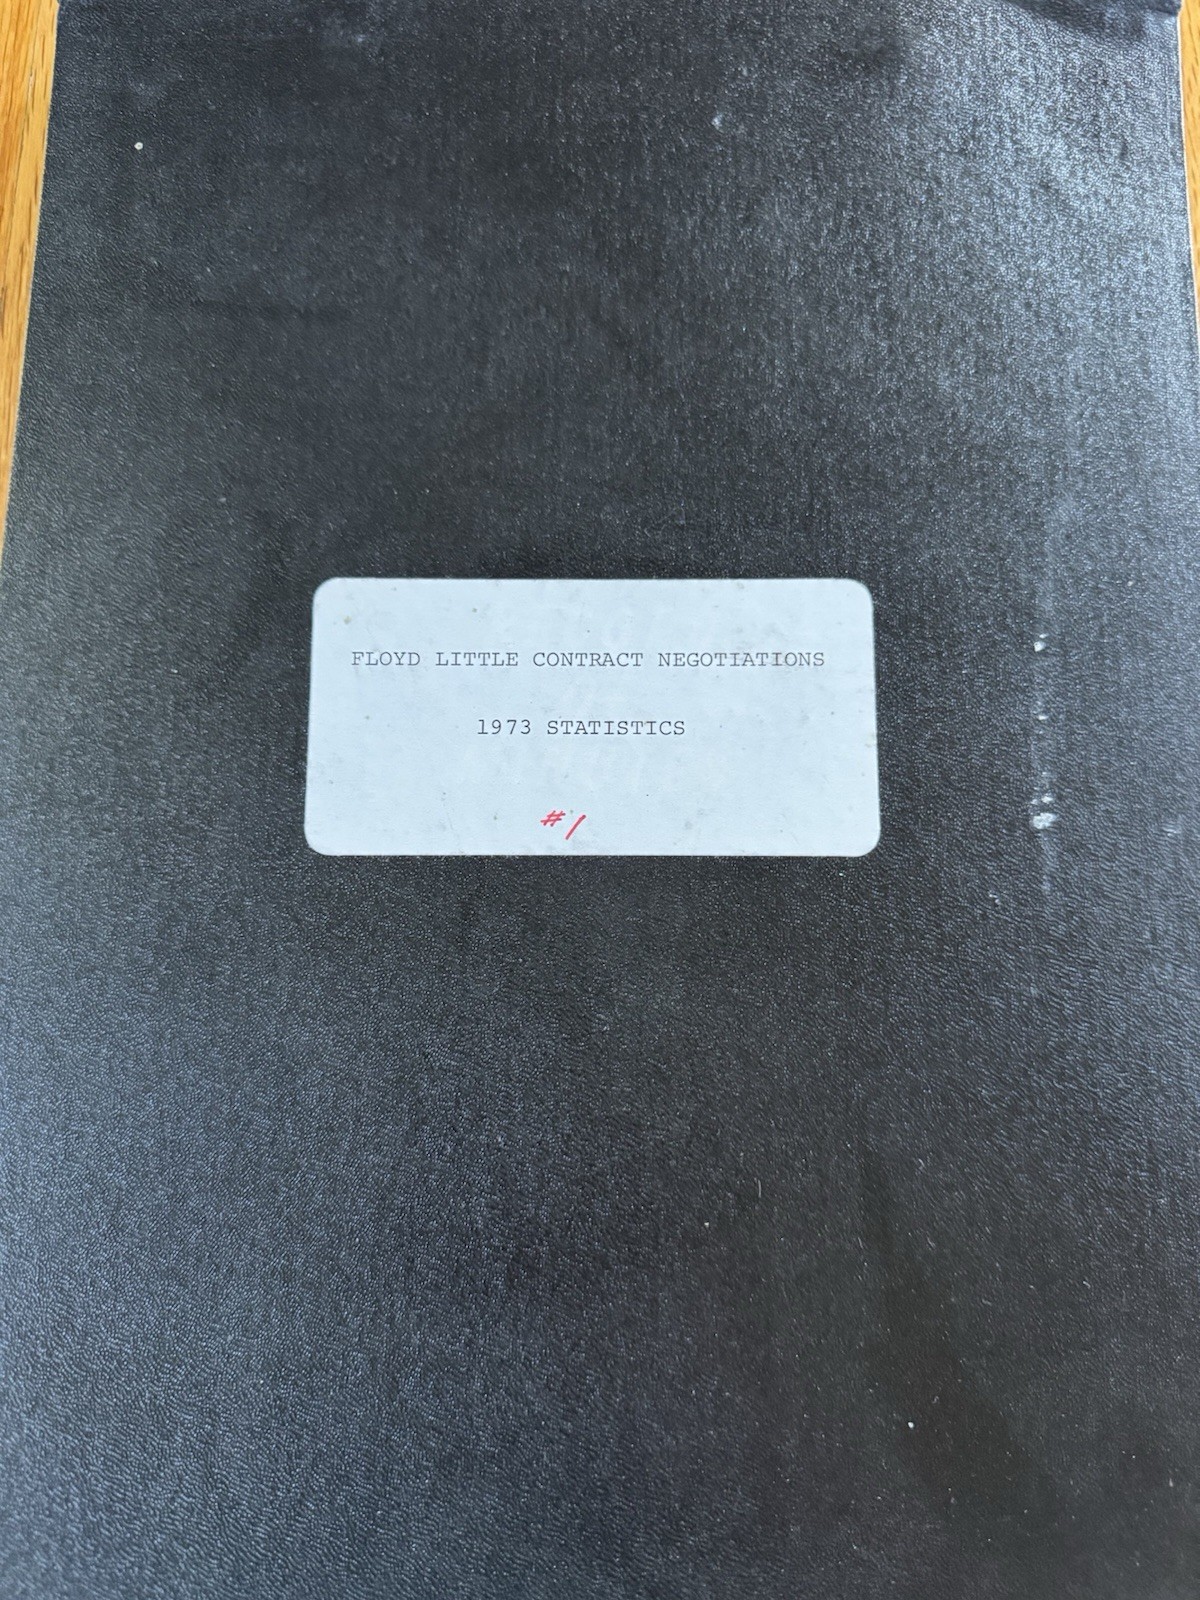 FLOYD LITTLE CONTRACT NEGOTIATIONS
1973 STATISTICS
#1